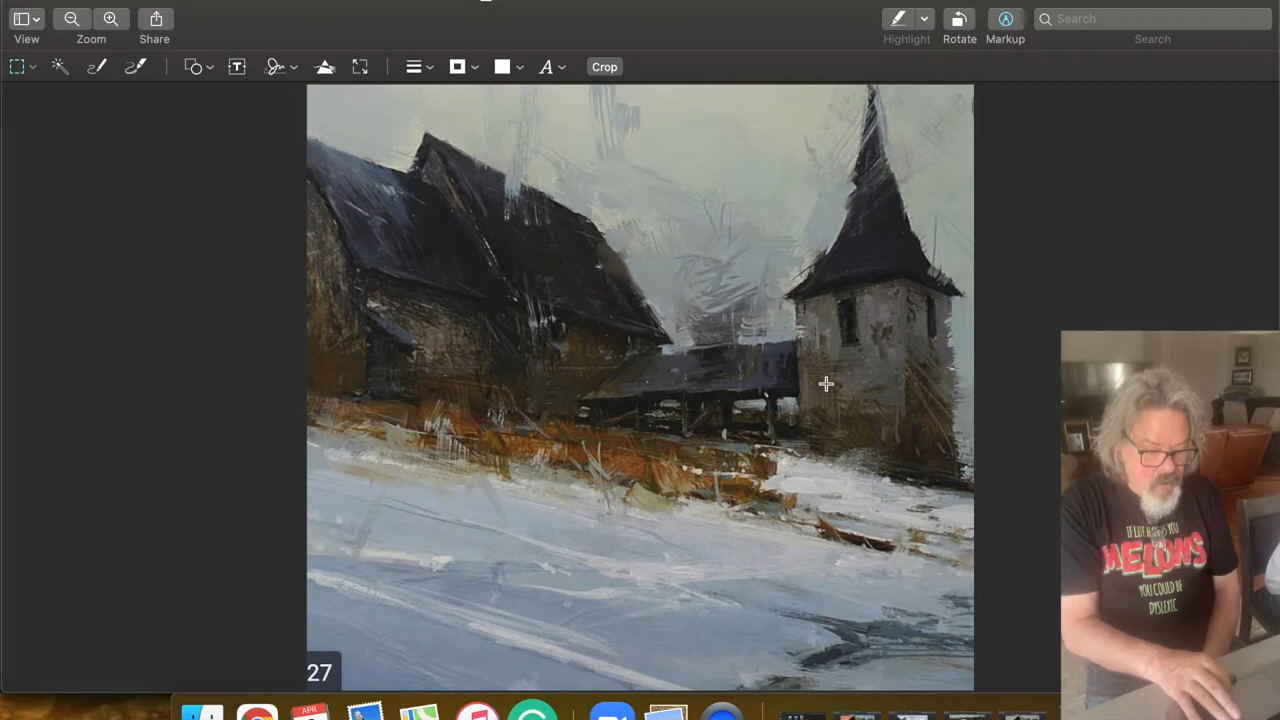 View
Zoom
Share
Highlight
Rotate
Markup
Search
Search
A
Crop
27
IF LIFE HANDS YOU
MELONS
YOU COULD BE
DYSLEXIC
APR